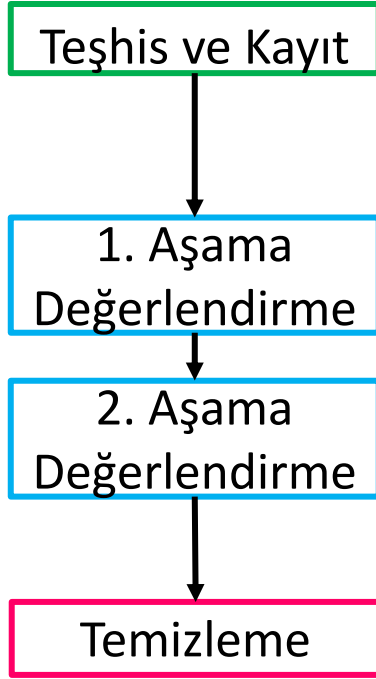 Teşhis ve Kayıt
1. Aşama
Değerlendirme
2. Aşama
Değerlendirme
Temizleme